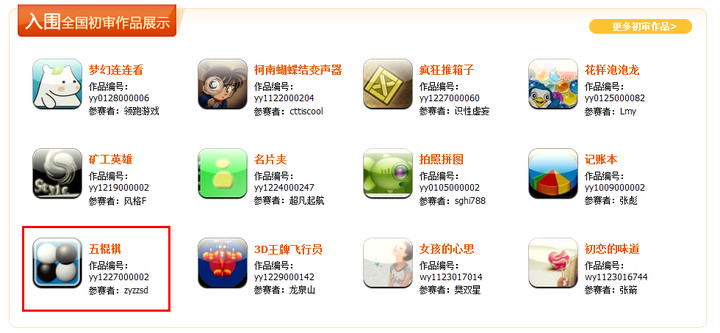 入围全国初审作品展示
更多初审作品>
梦幻连连看
作品编号：
yy0128000006
参赛者：领跑游戏
柯南蝴蝶结变声器
作品编号：
yy1122000204
参赛者：cttiscool
疯狂推箱子
作品编号：
yy1227000060
参赛者：识性虚妄
花样泡泡龙
作品编号：
yy0125000082
参赛者：Lmy
Style
矿工英雄
作品编号：
yy1219000002
参赛者：风格F
名片夹
作品编号：
yy1224000247
参赛者：超凡起航
拍照拼图
作品编号：
yy0105000002
参赛者：sghi788
记账本
作品编号：
yy1009000002
参赛者：张彪
五棍棋
作品编号：
yy1227000002
参赛者：zyzzsd
3D王牌飞行员
作品编号：
yy1229000142
参赛者：龙泉山
女孩的心思
作品编号：
wy1123017014
参赛者：樊双星
初恋的味道
作品编号：
wy1123016744
参赛者：张箭